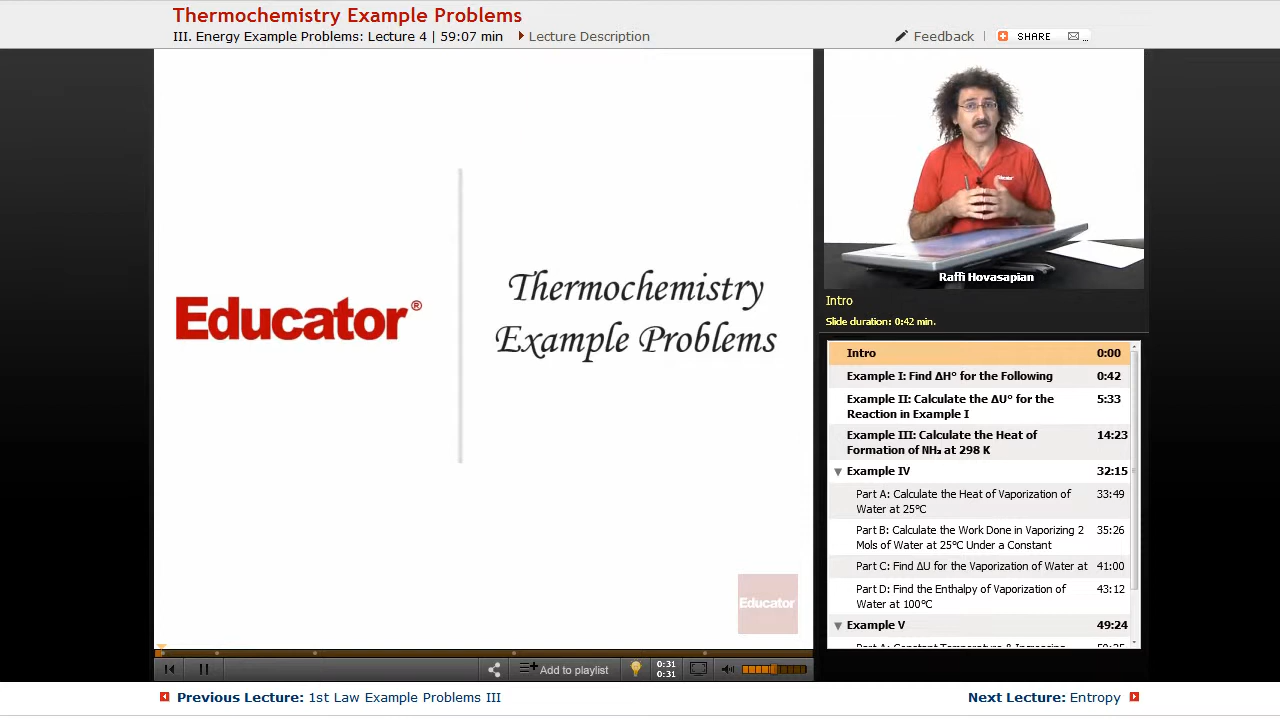 Thermochemistry Example Problems
III. Energy Example Problems: Lecture 4 | 59:07 min
Lecture Description
Feedback
SHARE
...
Educator®
Thermochemistry
Example Problems
Educator
Raffi Hovasapian
Intro
Slide duration: 0:42 min.
Intro 0:00
Example I: Find ΔH° for the Following 0:42
Example II: Calculate the ΔU° for the 5:33
Reaction in Example I
Example III: Calculate the Heat of 14:23
Formation of NH₃ at 298 K
Example IV 32:15
Part A: Calculate the Heat of Vaporization of 33:49
Water at 25°C
Part B: Calculate the Work Done in Vaporizing 2 35:26
Mols of Water at 25°C Under a Constant
Part C: Find ΔU for the Vaporization of Water at 41:00
Part D: Find the Enthalpy of Vaporization of 43:12
Water at 100°C
Example V 49:24
Add to playlist
0:31
0:31
Previous Lecture: 1st Law Example Problems III
Next Lecture: Entropy